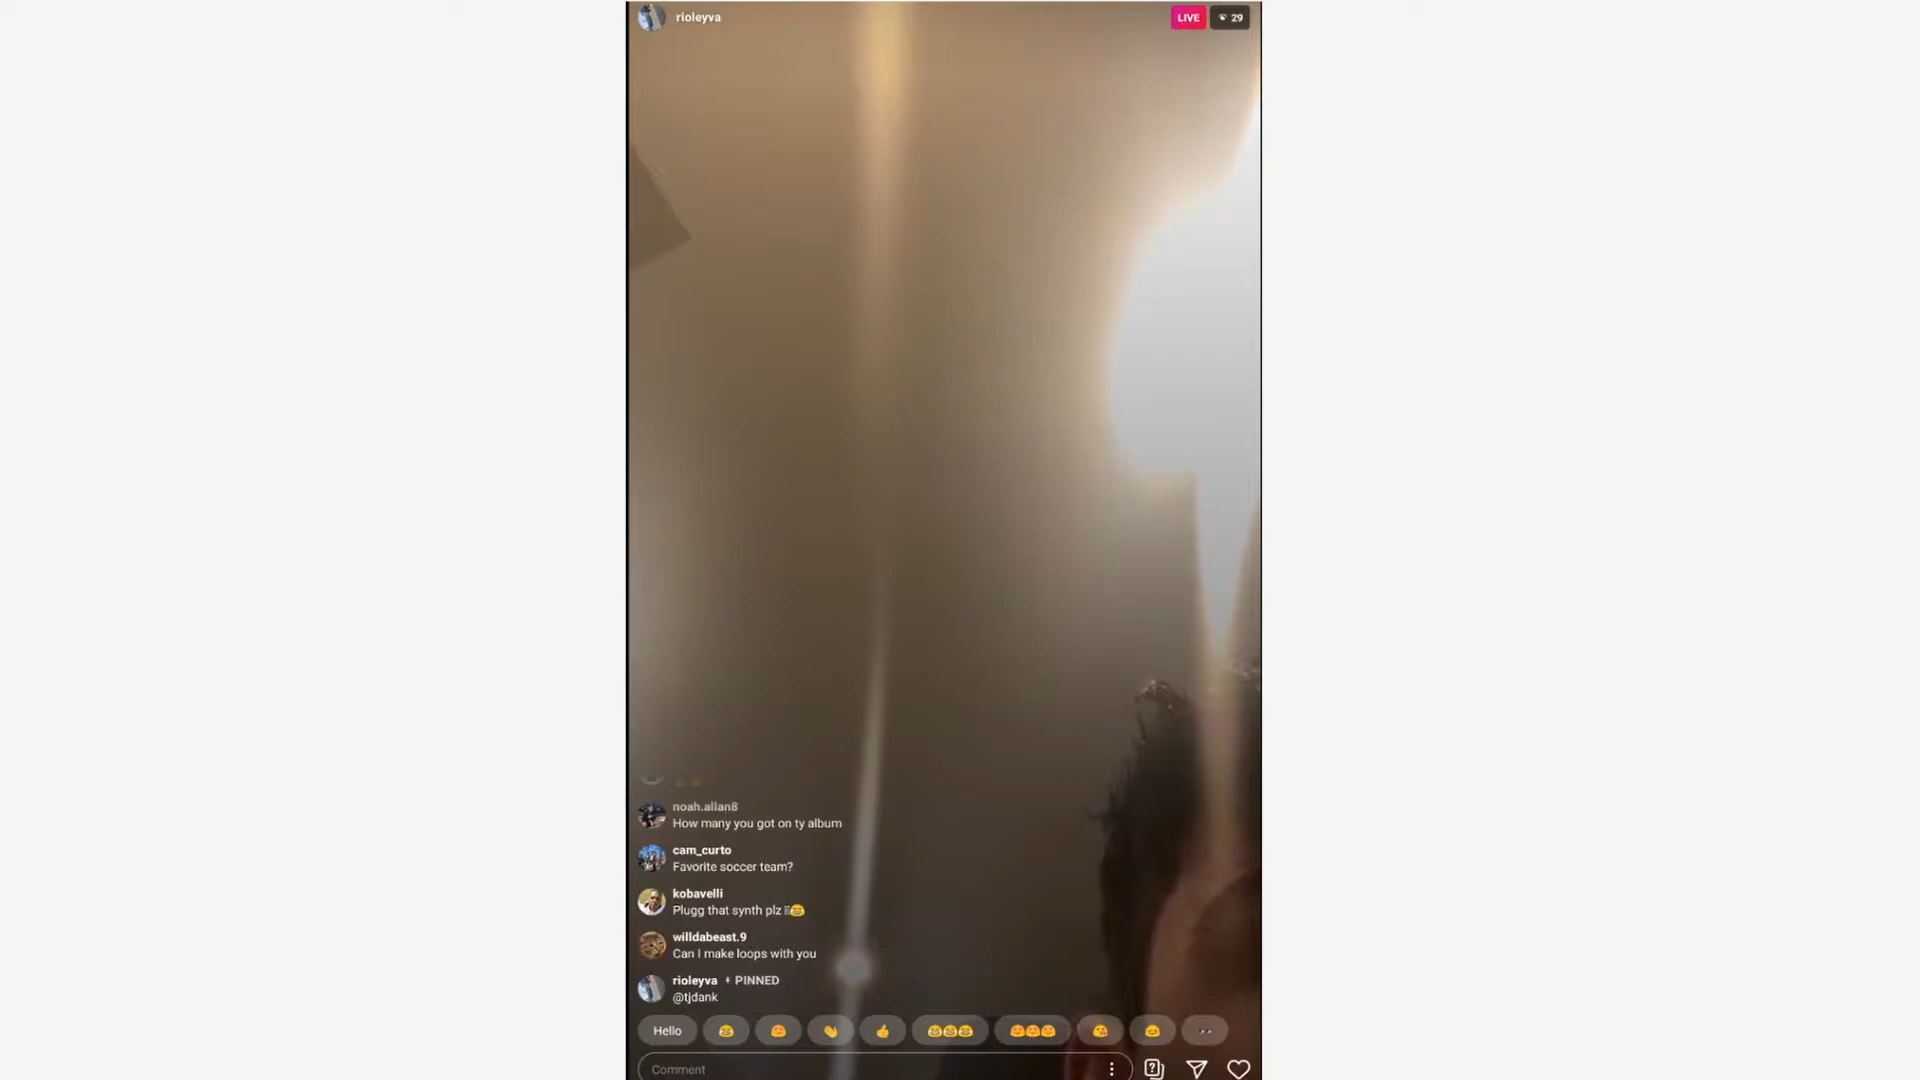 rioleyva
LIVE 29
noah.allan8
How many you got on ty album
cam_curto
Favorite soccer team?
kobavelli
Plugg that synth plz 😂
willdabeast.9
Can I make loops with you
rioleyva PINNED
@tjdank
Hello 😂 😍 👏 👍 😂😂😂 😍😍😍 😘 😊
Comment